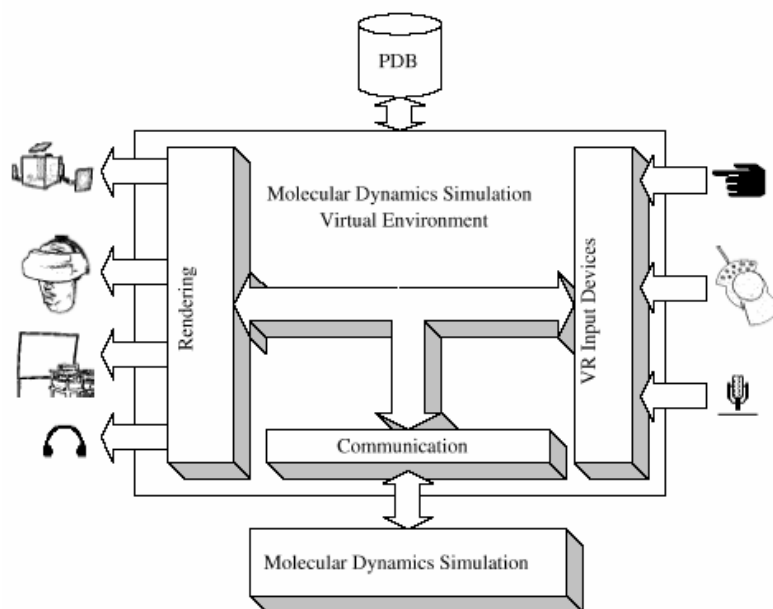 PDB
Molecular Dynamics Simulation
Virtual Environment
Rendering
VR Input Devices
Communication
Molecular Dynamics Simulation